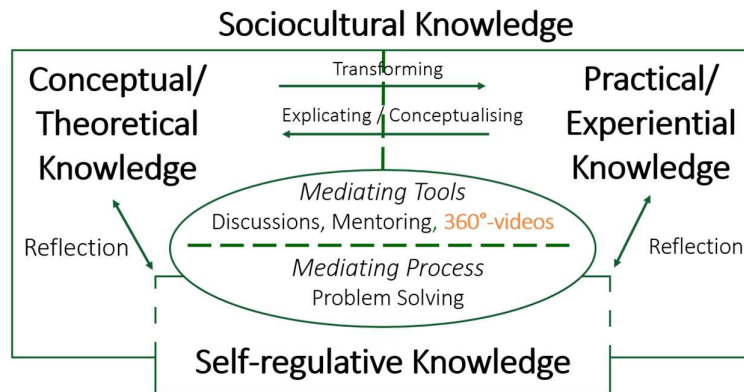 Sociocultural Knowledge
Conceptual/
Theoretical
Knowledge
Transforming
Explicating / Conceptualising
Practical/
Experiential
Knowledge
Mediating Tools
Discussions, Mentoring, 360°-videos
Reflection
Reflection
Mediating Process
Problem Solving
Self-regulative Knowledge